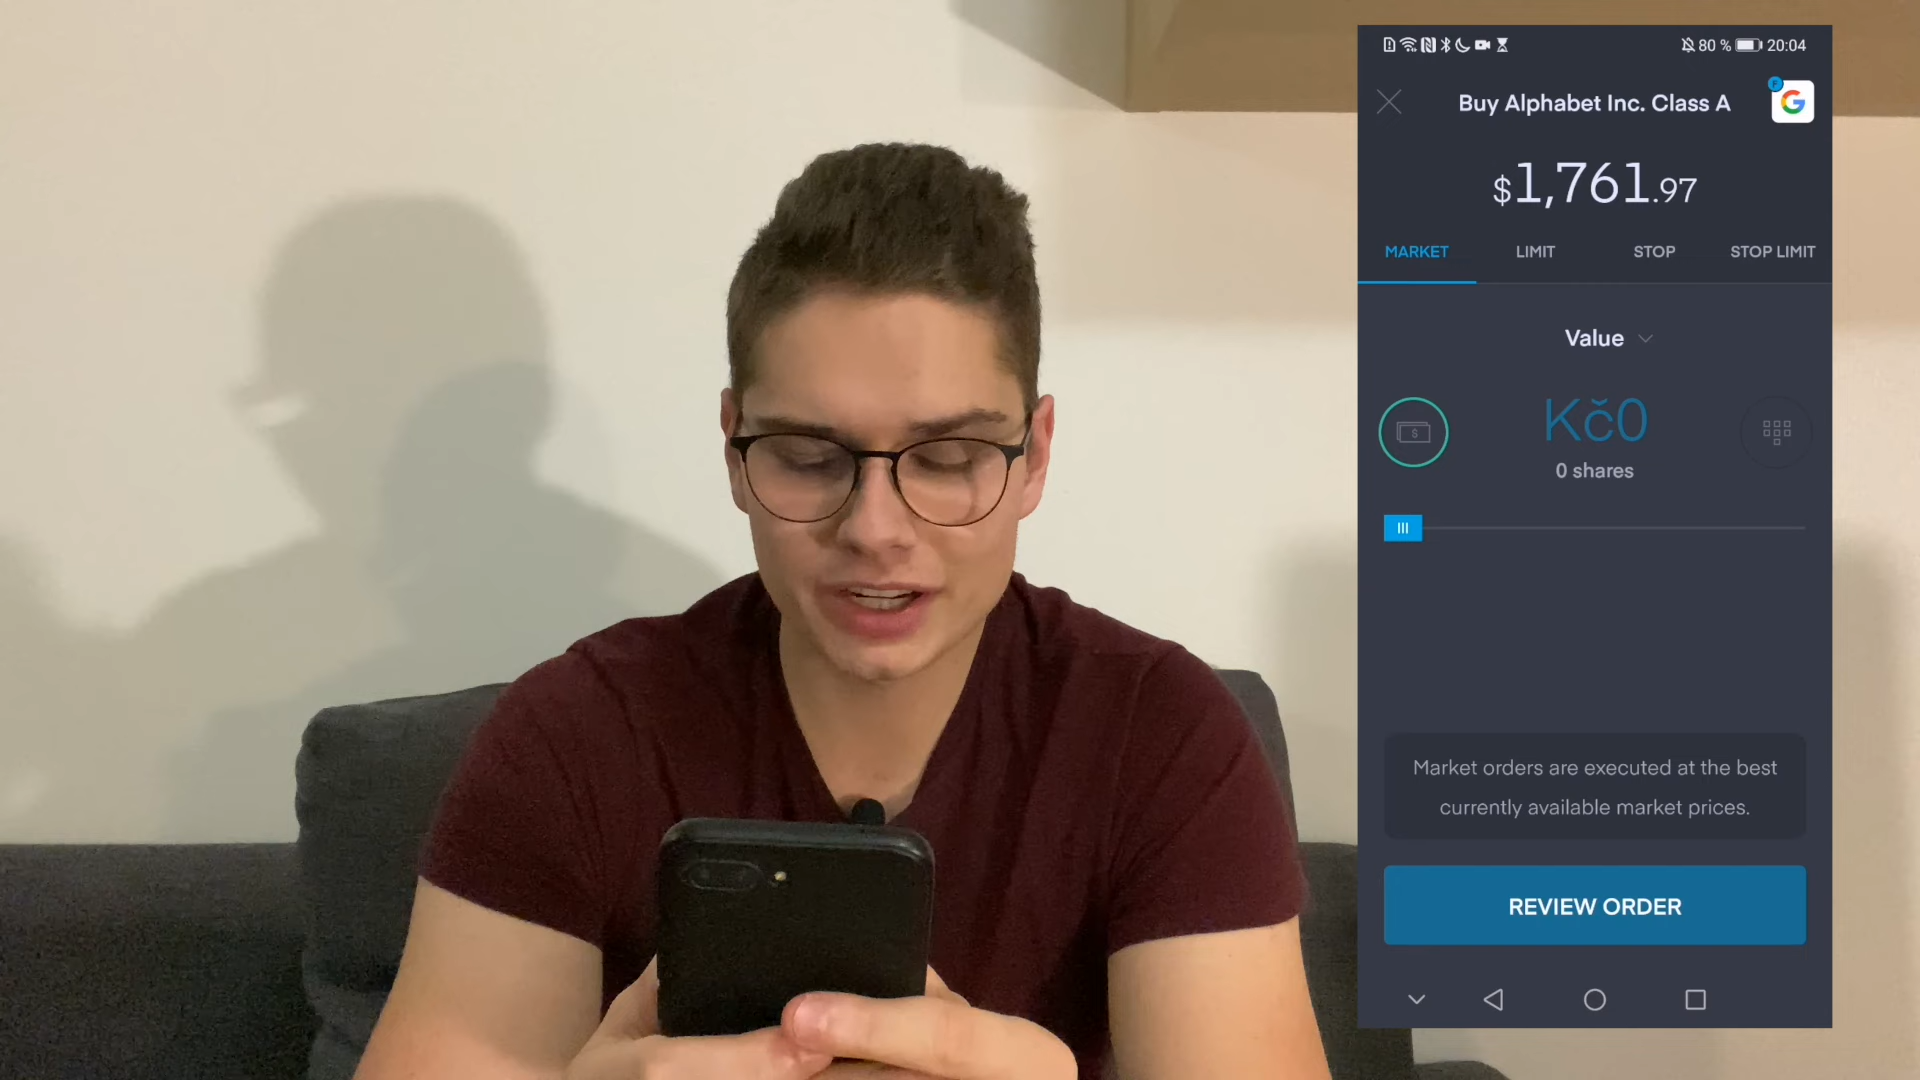 80 % 20:04
Buy Alphabet Inc. Class A
$1,761.97
MARKET LIMIT STOP STOP LIMIT
Value
Kč0
0 shares
Market orders are executed at the best
currently available market prices.
REVIEW ORDER